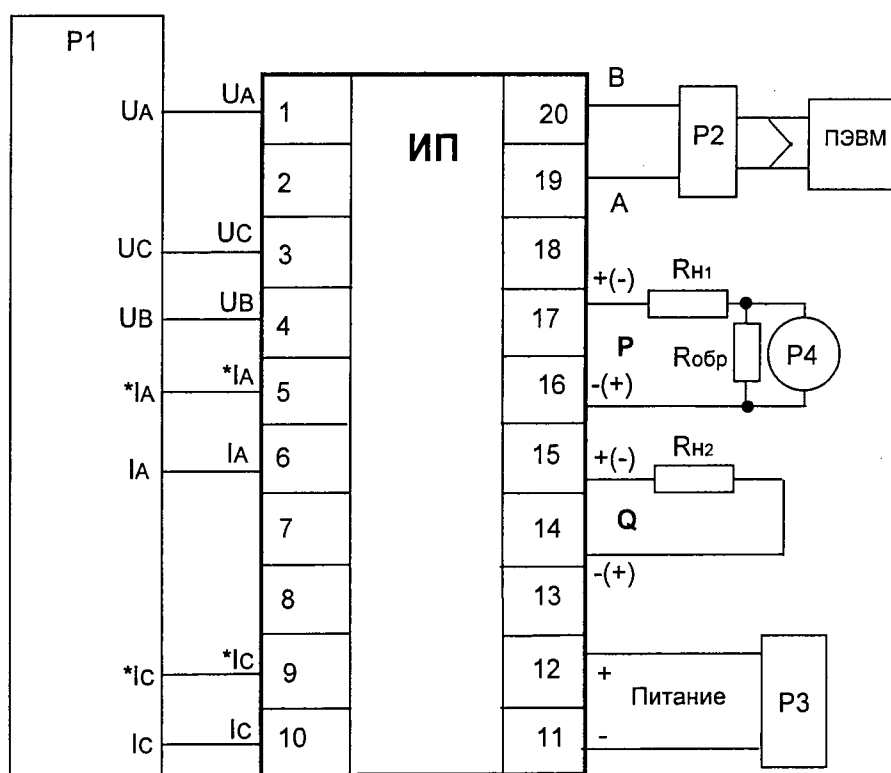 P1
ИП
UA UA 1
2
UC UC 3
UB UB 4
*IA *IA 5
IA IA 6
7
8
*IC *IC 9
IC IC 10
20 B
19 A
18
17 +(-) RН1
P Rобр P4
16 -(+)
15 +(-) RН2
Q
14 -(+)
13
12 +
Питание P3
11 -
P2 ПЭВМ